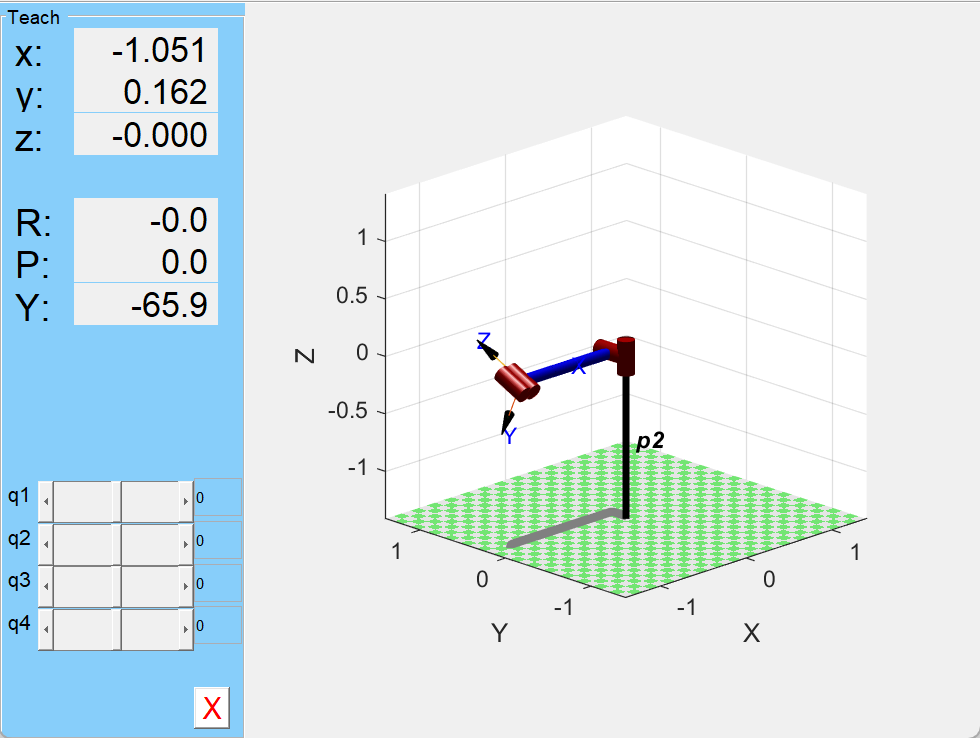 Teach
x: -1.051
y: 0.162
z: -0.000
R: -0.0
P: 0.0
Y: -65.9
q1 0
q2 0
q3 0
q4 0
X
1
0.5
0
-0.5
-1
Z
Z
X
Y
p2
1
0
-1
Y
-1
0
1
X